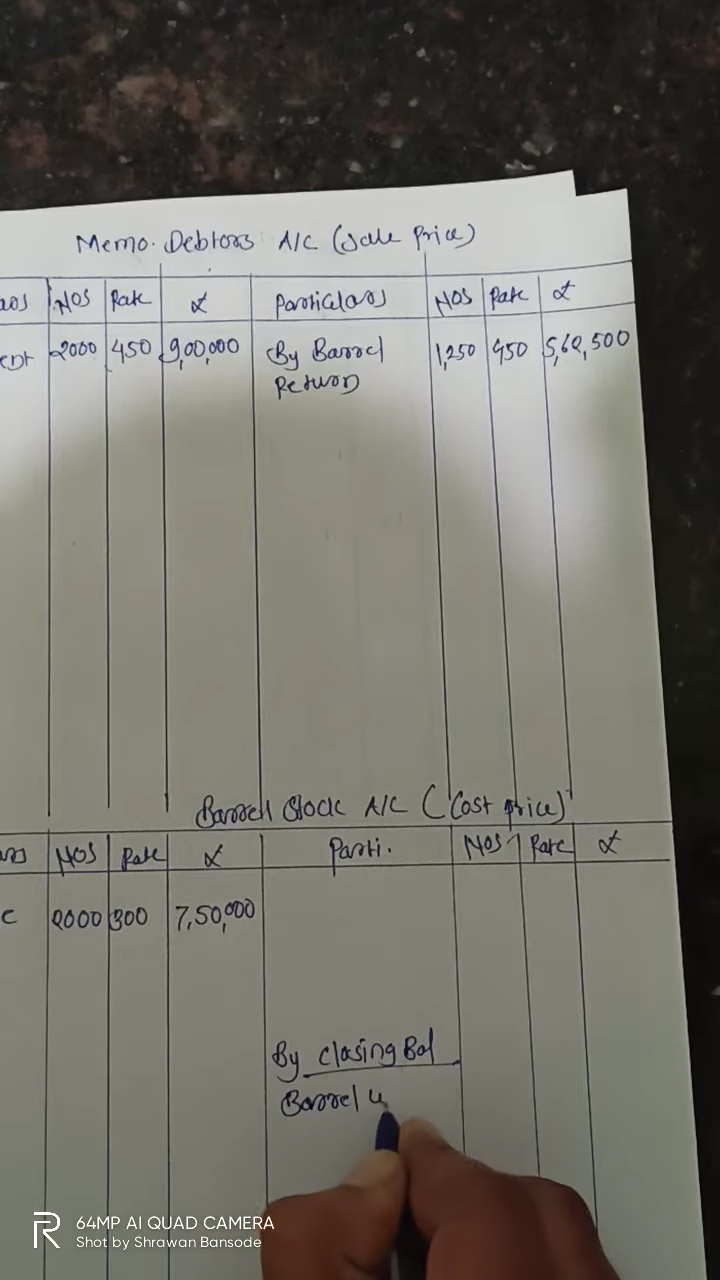 Memo. Debtors A/C (Sale Price)
Nos Rate ₹ Particulars Nos Rate ₹
2000 450 9,00,000 By Barrel 1,250 450 5,62,500
Return
Barrel Stock A/C (Cost price)
Nos Rate ₹ Parti. Nos Rate ₹
2000 300 7,50,000
By Closing Bal
Barrel
64MP AI QUAD CAMERA
Shot by Shrawan Bansode